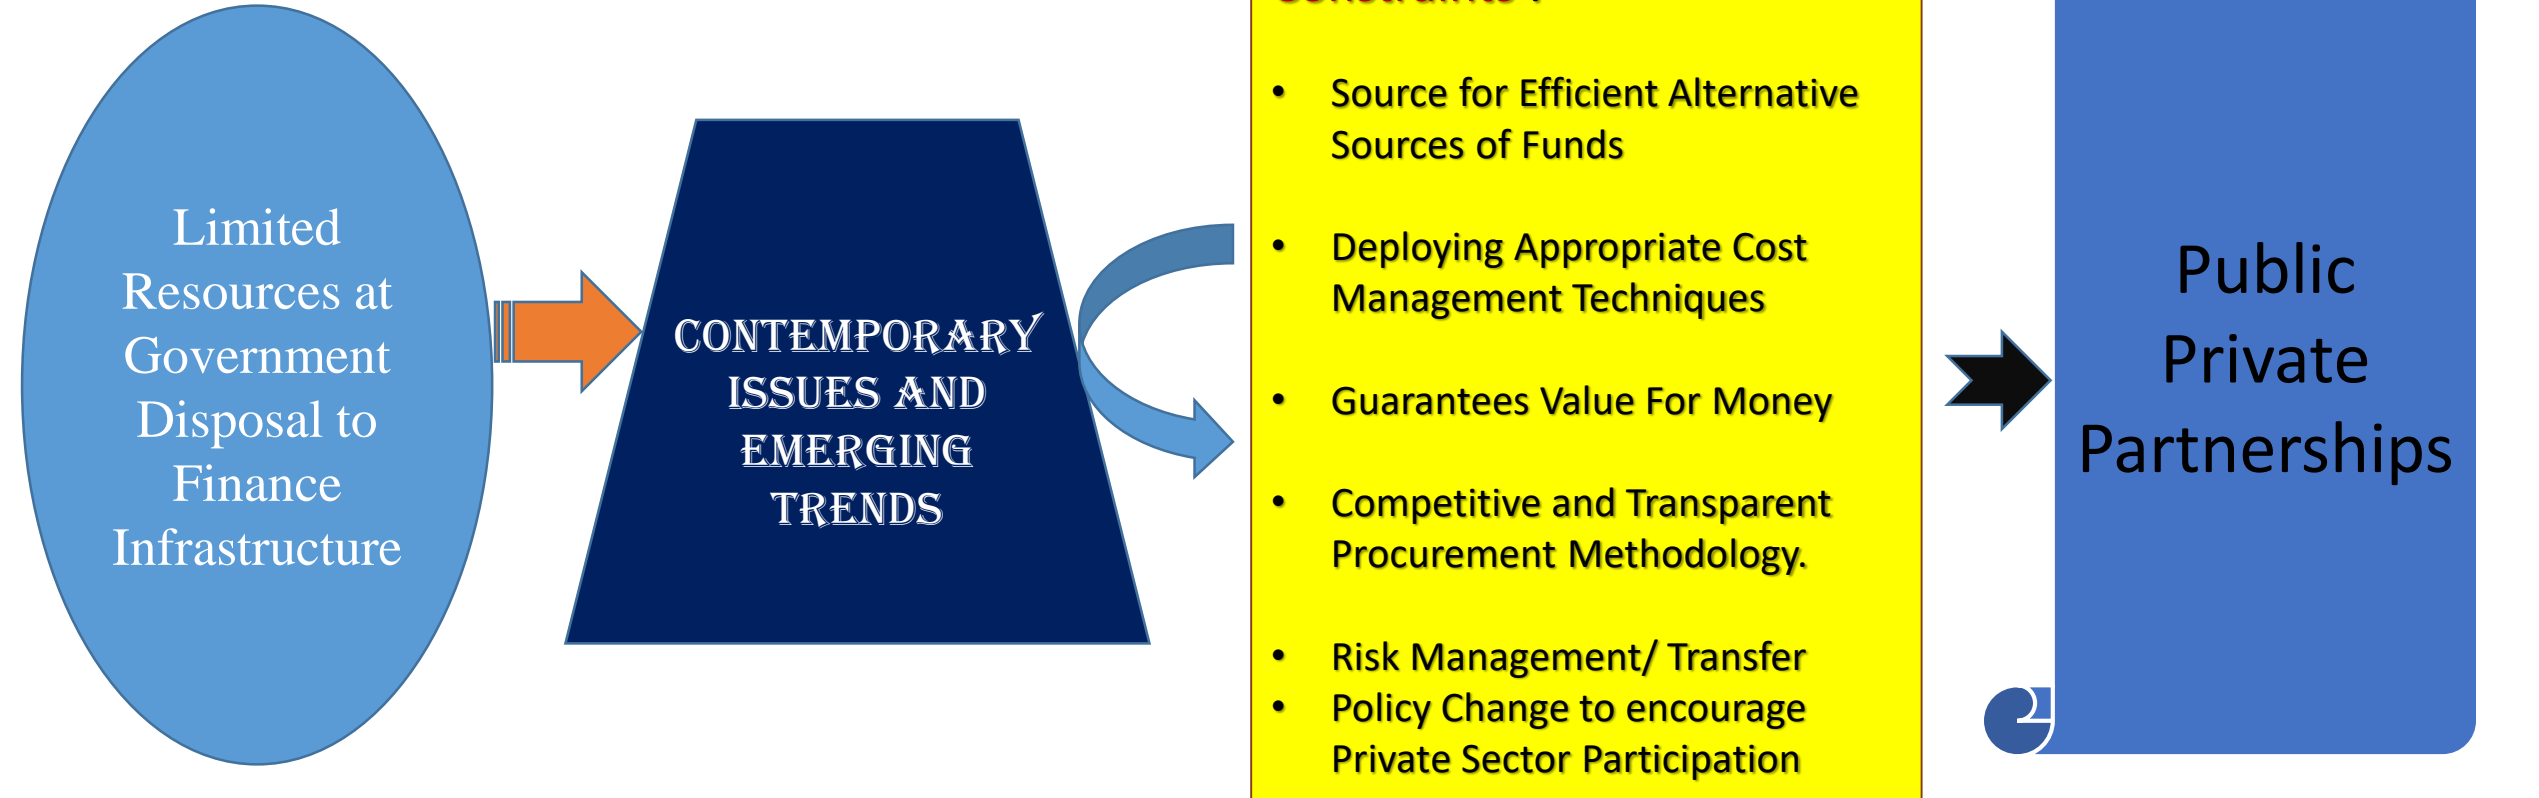 Limited
Resources at
Government
Disposal to
Finance
Infrastructure
CONTEMPORARY
ISSUES AND
EMERGING
TRENDS
• Source for Efficient Alternative
Sources of Funds
• Deploying Appropriate Cost
Management Techniques
• Guarantees Value For Money
• Competitive and Transparent
Procurement Methodology.
• Risk Management/ Transfer
• Policy Change to encourage
Private Sector Participation
Public
Private
Partnerships